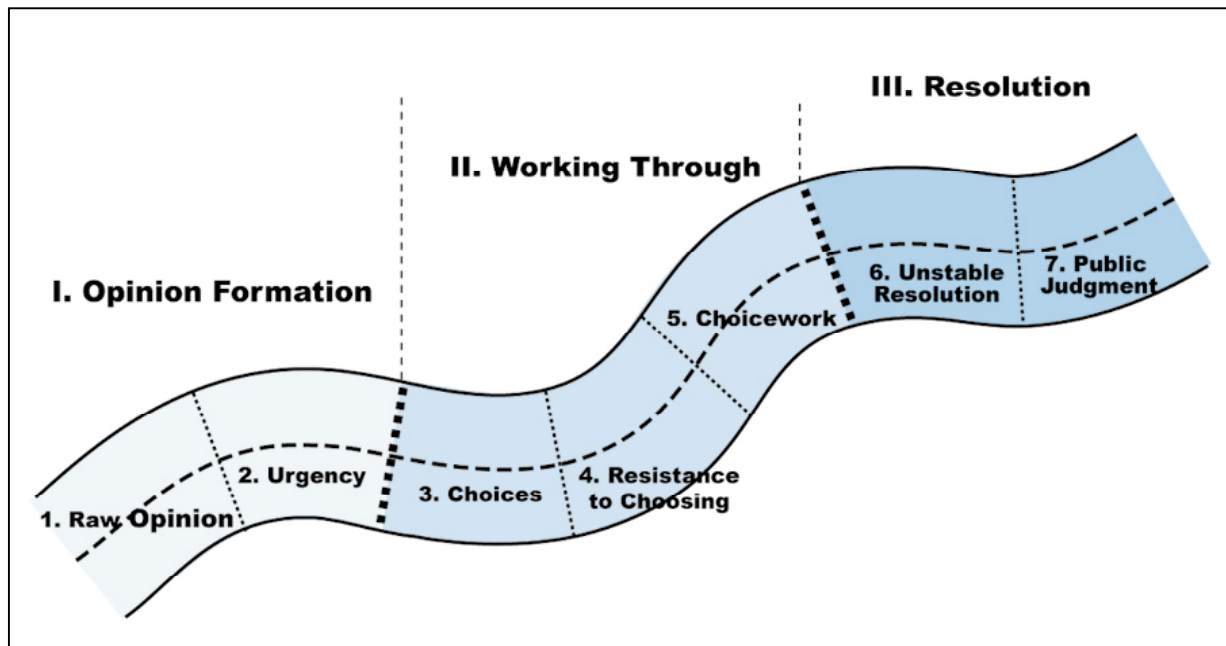 III. Resolution
II. Working Through
I. Opinion Formation
1. Raw Opinion
2. Urgency
3. Choices
4. Resistance
to Choosing
5. Choicework
6. Unstable
Resolution
7. Public
Judgment